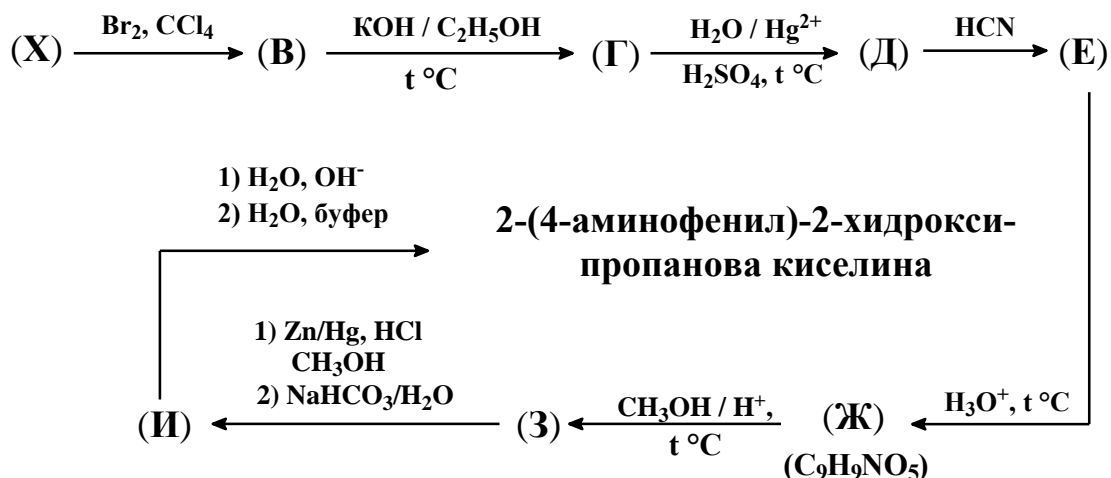 (Х) Br2, CCl4 (В) КОН / C2H5OH t °C (Г) H2O / Hg2+ H2SO4, t °C (Д) HCN (Е)
1) H2O, OH-
2) H2O, буфер
2-(4-аминофенил)-2-хидрокси-
пропанова киселина
1) Zn/Hg, HCl
CH3OH
2) NaHCO3/H2O
(И) (З) CH3OH / H+, t °C (Ж) H3O+, t °C
(C9H9NO5)